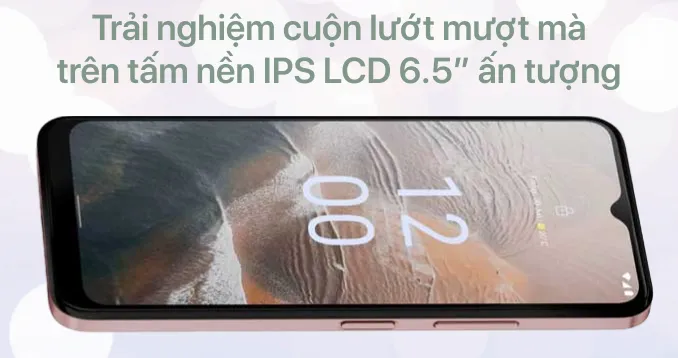 Trải nghiệm cuộn lướt mượt mà
trên tấm nền IPS LCD 6.5″ ấn tượng
12
00